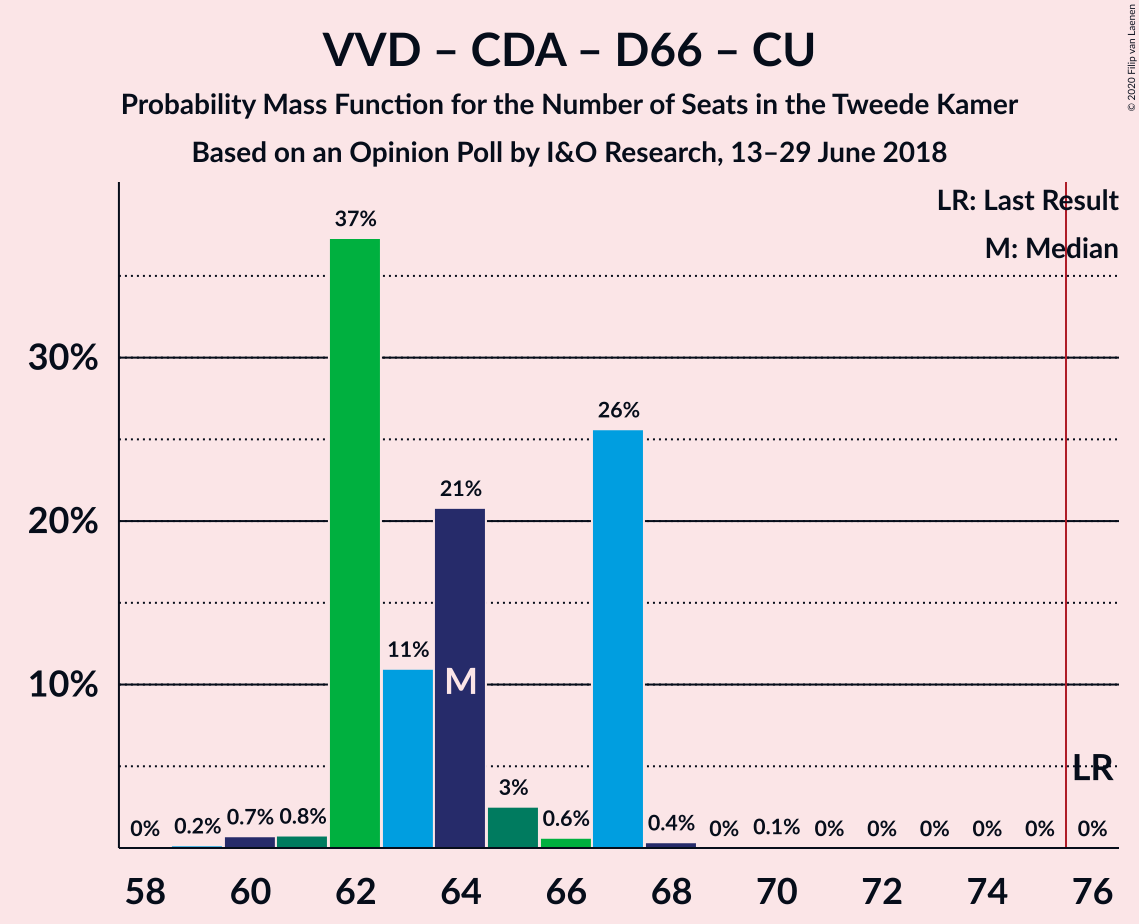 VVD – CDA – D66 – CU
Probability Mass Function for the Number of Seats in the Tweede Kamer
Based on an Opinion Poll by I&O Research, 13–29 June 2018
© 2020 Filip van Laenen
LR: Last Result
M: Median
37%
30%
26%
21%
20%
11%
M
10%
LR
3%
0% 0.2% 0.7% 0.8% 0.6% 0.4% 0% 0.1% 0% 0% 0% 0% 0% 0%
58 60 62 64 66 68 70 72 74 76